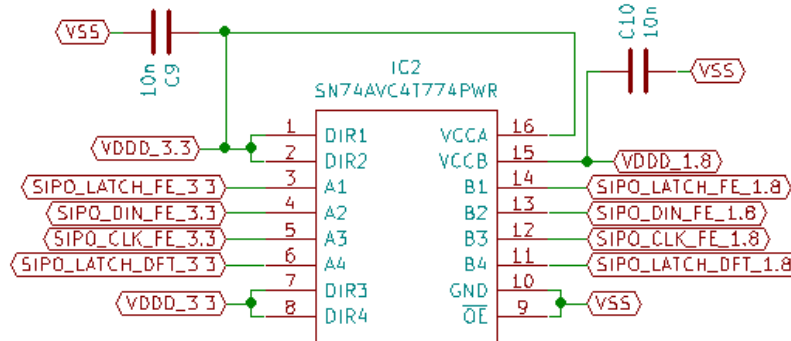 VSS
10n
C9
C10
10n
VSS
IC2
SN74AVC4T774PWR
VDDD_3.3
1 DIR1 VCCA 16
2 DIR2 VCCB 15
VDDD_1.8
SIPO_LATCH_FE_3 3 3 A1 B1 14 SIPO_LATCH_FE_1.8
SIPO_DIN_FE_3.3 4 A2 B2 13 SIPO_DIN_FE_1.8
SIPO_CLK_FE_3.3 5 A3 B3 12 SIPO_CLK_FE_1.8
SIPO_LATCH_DFT_3 3 6 A4 B4 11 SIPO_LATCH_DFT_1.8
VDDD_3 3
7 DIR3 GND 10
8 DIR4 OE 9
VSS